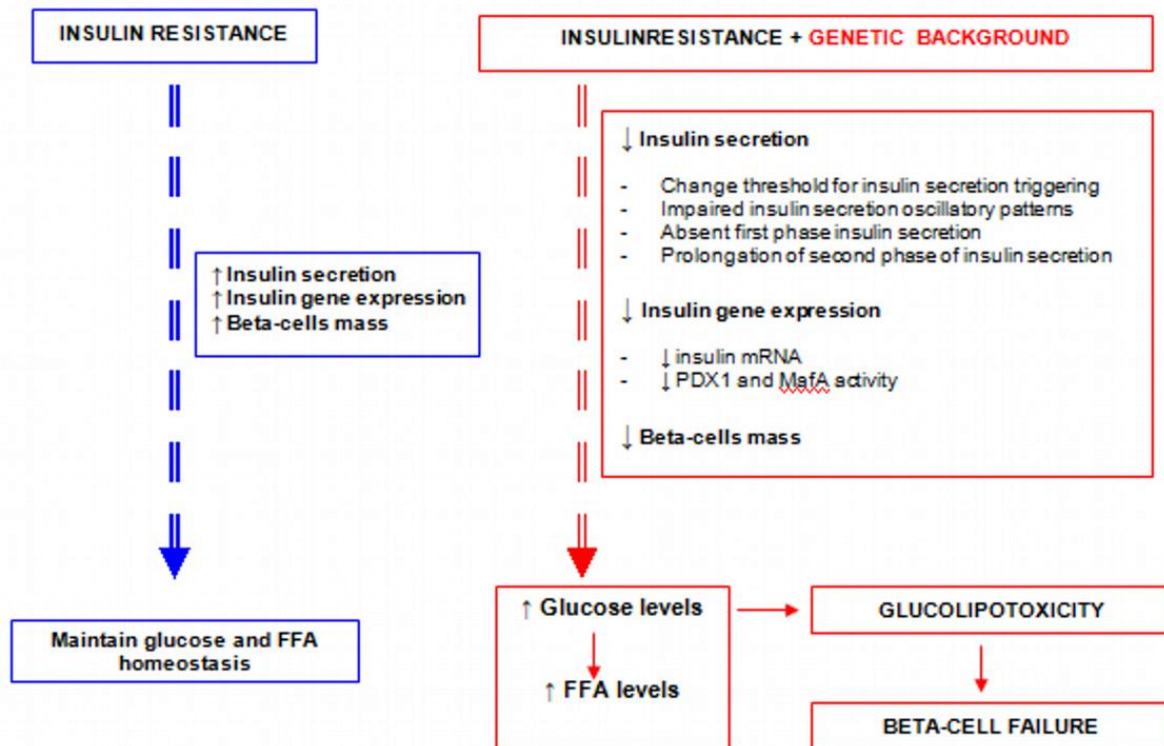 INSULIN RESISTANCE
↑ Insulin secretion
↑ Insulin gene expression
↑ Beta-cells mass
Maintain glucose and FFA
homeostasis
INSULINRESISTANCE + GENETIC BACKGROUND
↓ Insulin secretion
- Change threshold for insulin secretion triggering
- Impaired insulin secretion oscillatory patterns
- Absent first phase insulin secretion
- Prolongation of second phase of insulin secretion
↓ Insulin gene expression
- ↓ insulin mRNA
- ↓ PDX1 and MafA activity
↓ Beta-cells mass
↑ Glucose levels
↑ FFA levels
GLUCOLIPOTOXICITY
BETA-CELL FAILURE